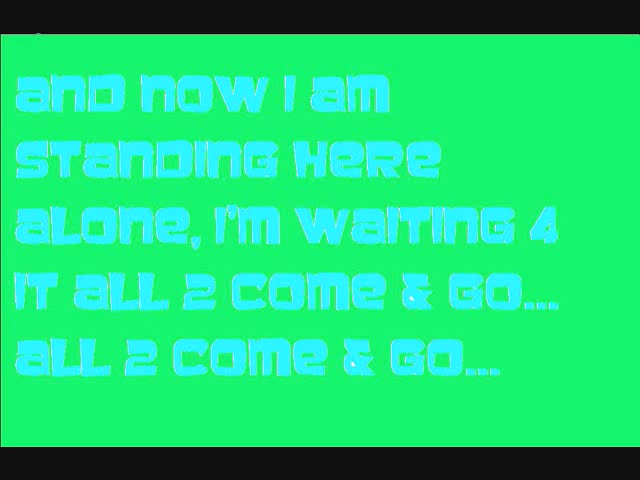 and now I am
standing here
alone, I'm waiting 4
it all 2 come & go...
all 2 come & go...